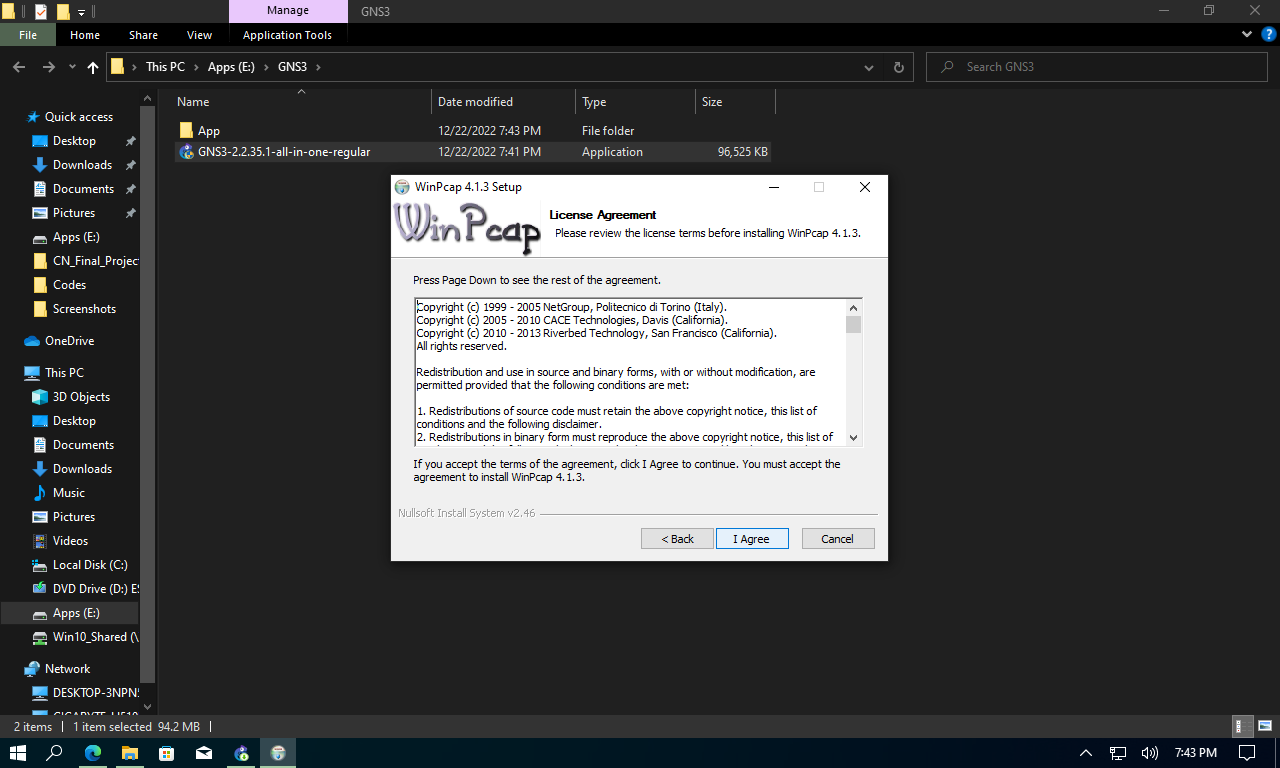 Manage
GNS3
File
Home
Share
View
Application Tools
This PC
Apps (E:)
GNS3
Search GNS3
Name
Date modified
Type
Size
App
12/22/2022 7:43 PM
File folder
GNS3-2.2.35.1-all-in-one-regular
12/22/2022 7:41 PM
Application
96,525 KB
Quick access
Desktop
Downloads
Documents
Pictures
Apps (E:)
CN_Final_Projec
Codes
Screenshots
OneDrive
This PC
3D Objects
Desktop
Documents
Downloads
Music
Pictures
Videos
Local Disk (C:)
DVD Drive (D:) ES
Apps (E:)
Win10_Shared (\
Network
DESKTOP-3NPN5
WinPcap 4.1.3 Setup
WinPcap
License Agreement
Please review the license terms before installing WinPcap 4.1.3.
Press Page Down to see the rest of the agreement.
Copyright (c) 1999 - 2005 NetGroup, Politecnico di Torino (Italy).
Copyright (c) 2005 - 2010 CACE Technologies, Davis (California).
Copyright (c) 2010 - 2013 Riverbed Technology, San Francisco (California).
All rights reserved.
Redistribution and use in source and binary forms, with or without modification, are
permitted provided that the following conditions are met:
1. Redistributions of source code must retain the above copyright notice, this list of
conditions and the following disclaimer.
2. Redistributions in binary form must reproduce the above copyright notice, this list of
If you accept the terms of the agreement, click I Agree to continue. You must accept the
agreement to install WinPcap 4.1.3.
Nullsoft Install System v2.46
< Back
I Agree
Cancel
2 items
1 item selected 94.2 MB
7:43 PM